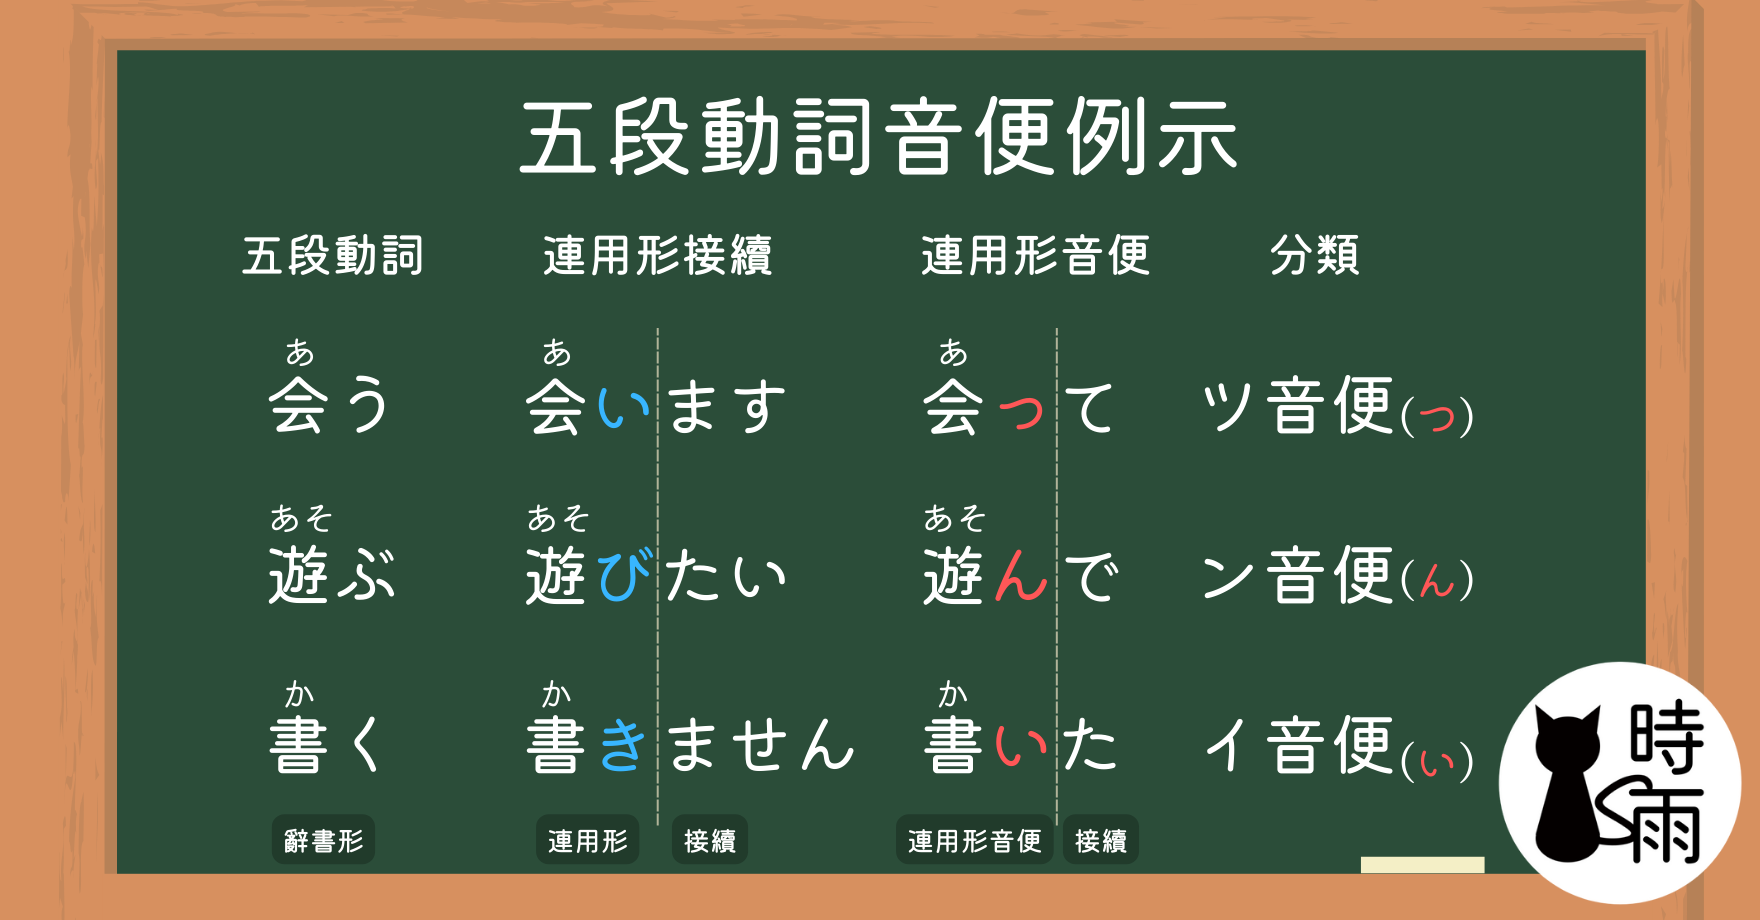 五段動詞音便例示
五段動詞 連用形接續 連用形音便 分類
あ あ あ
会う 会います 会って ツ音便(っ)
あそ あそ あそ
遊ぶ 遊びたい 遊んで ン音便(ん)
か か か
書く 書きません 書いた イ音便(い)
辭書形 連用形 接續 連用形音便 接續
時雨